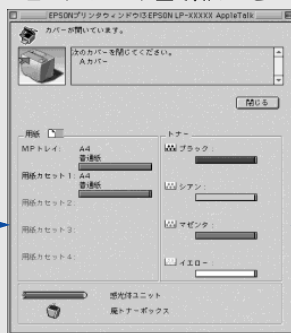 EPSONプリンタウィンドウ!3:EPSON LP-XXXXX AppleTalk
カバーが開いています。
次のカバーを閉じてください。
Aカバー
閉じる
用紙
MPトレイ: A4
普通紙
用紙カセット1: A4
普通紙
用紙カセット2:
用紙カセット3:
用紙カセット4:
トナー
ブラック:
シアン:
マゼンタ:
イエロー:
感光体ユニット
廃トナーボックス